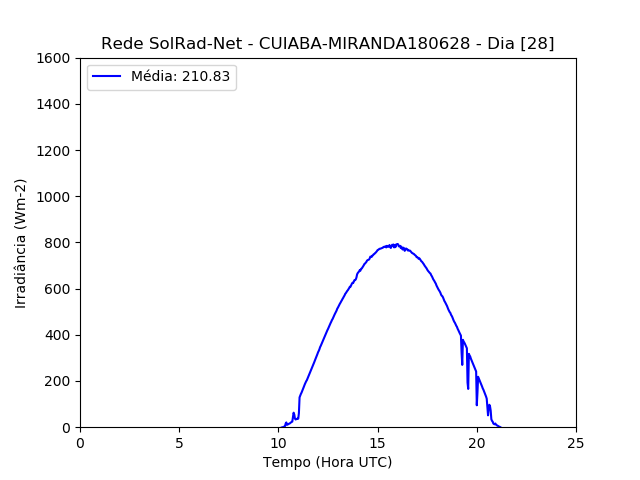 Rede SolRad-Net - CUIABA-MIRANDA180628 - Dia [28]
Média: 210.83
1600
1400
1200
1000
800
600
400
200
0
Irradiância (Wm-2)
0 5 10 15 20 25
Tempo (Hora UTC)